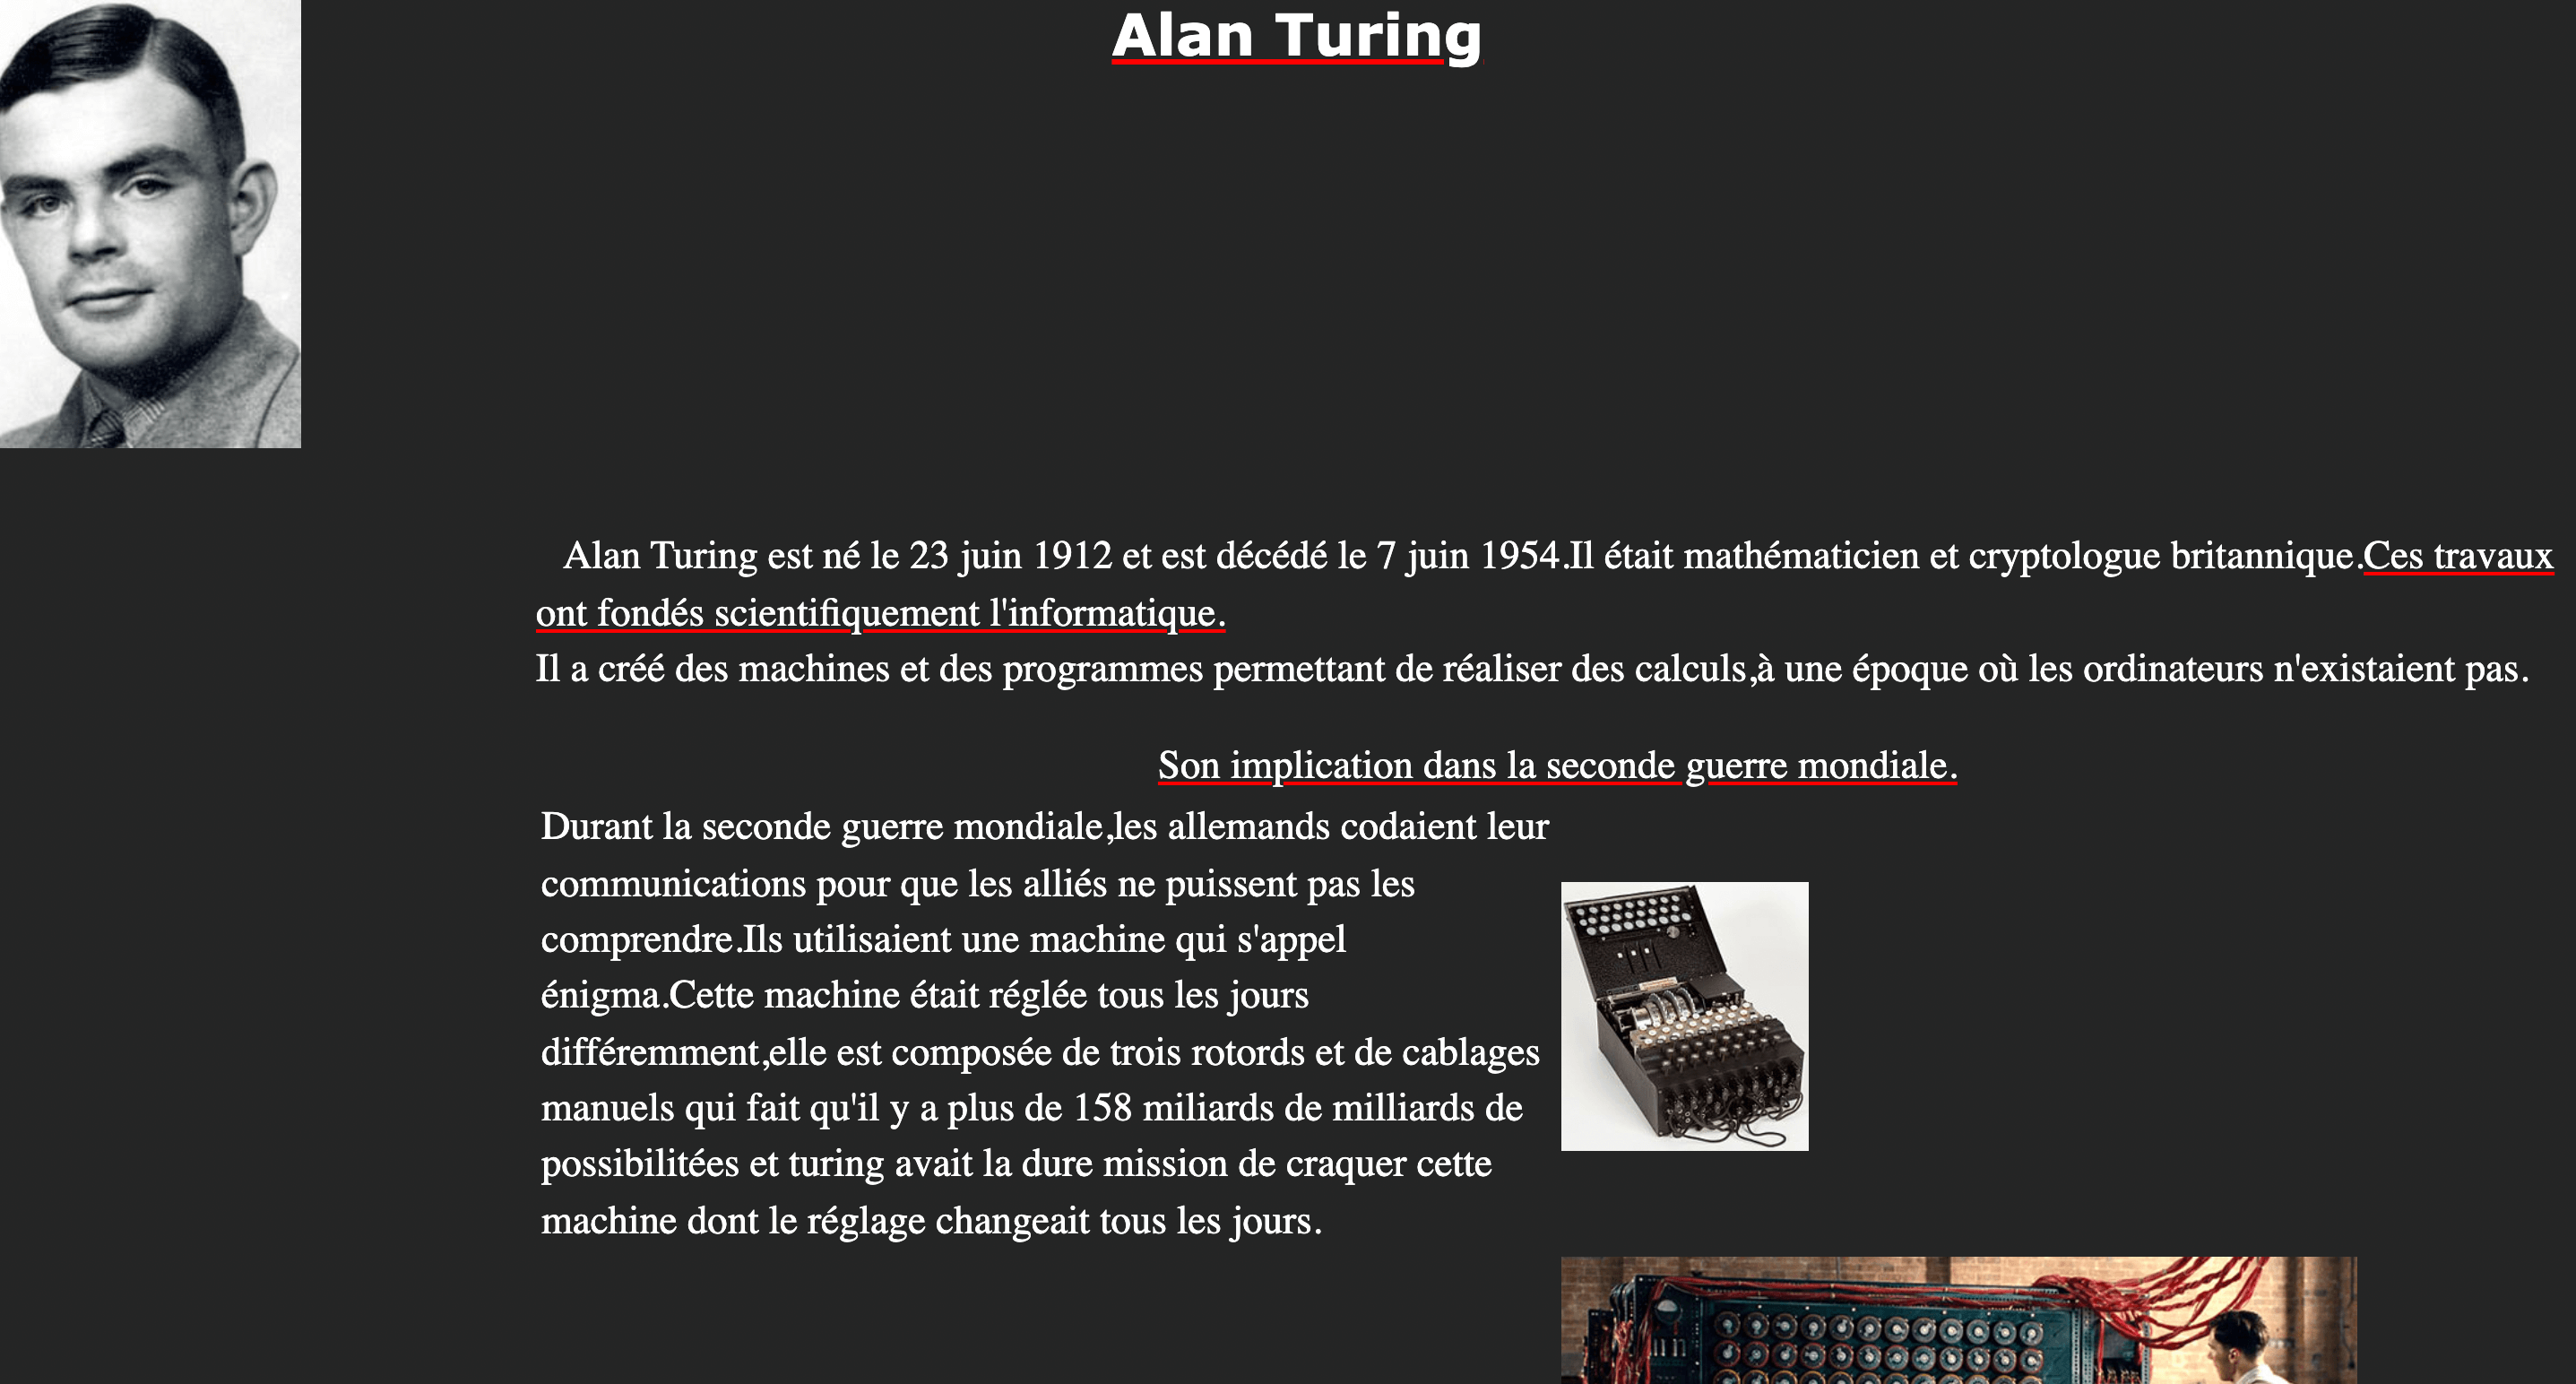 Alan Turing
Alan Turing est né le 23 juin 1912 et est décédé le 7 juin 1954.Il était mathématicien et cryptologue britannique.Ces travaux
ont fondés scientifiquement l'informatique.
Il a créé des machines et des programmes permettant de réaliser des calculs,à une époque où les ordinateurs n'existaient pas.
Son implication dans la seconde guerre mondiale.
Durant la seconde guerre mondiale,les allemands codaient leur
communications pour que les alliés ne puissent pas les
comprendre.Ils utilisaient une machine qui s'appel
énigma.Cette machine était réglée tous les jours
différemment,elle est composée de trois rotords et de cablages
manuels qui fait qu'il y a plus de 158 miliards de milliards de
possibilitées et turing avait la dure mission de craquer cette
machine dont le réglage changeait tous les jours.